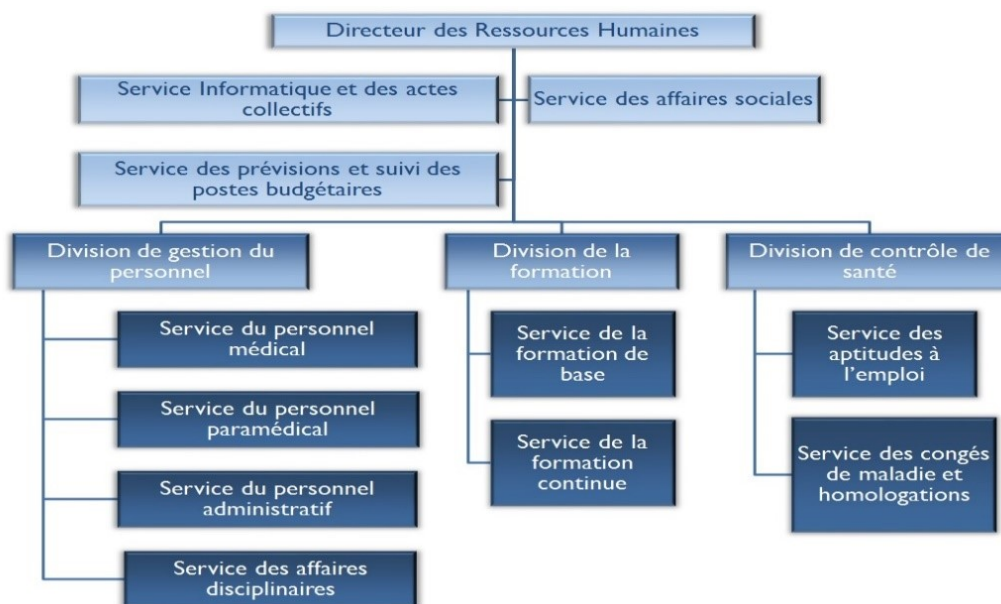 Directeur des Ressources Humaines
Service Informatique et des actes
collectifs
Service des affaires sociales
Service des prévisions et suivi des
postes budgétaires
Division de gestion du
personnel
Service du personnel
médical
Service du personnel
paramédical
Service du personnel
administratif
Service des affaires
disciplinaires
Division de la
formation
Service de la
formation de
base
Service de la
formation
continue
Division de contrôle de
santé
Service des
aptitudes à
l'emploi
Service des congés
de maladie et
homologations